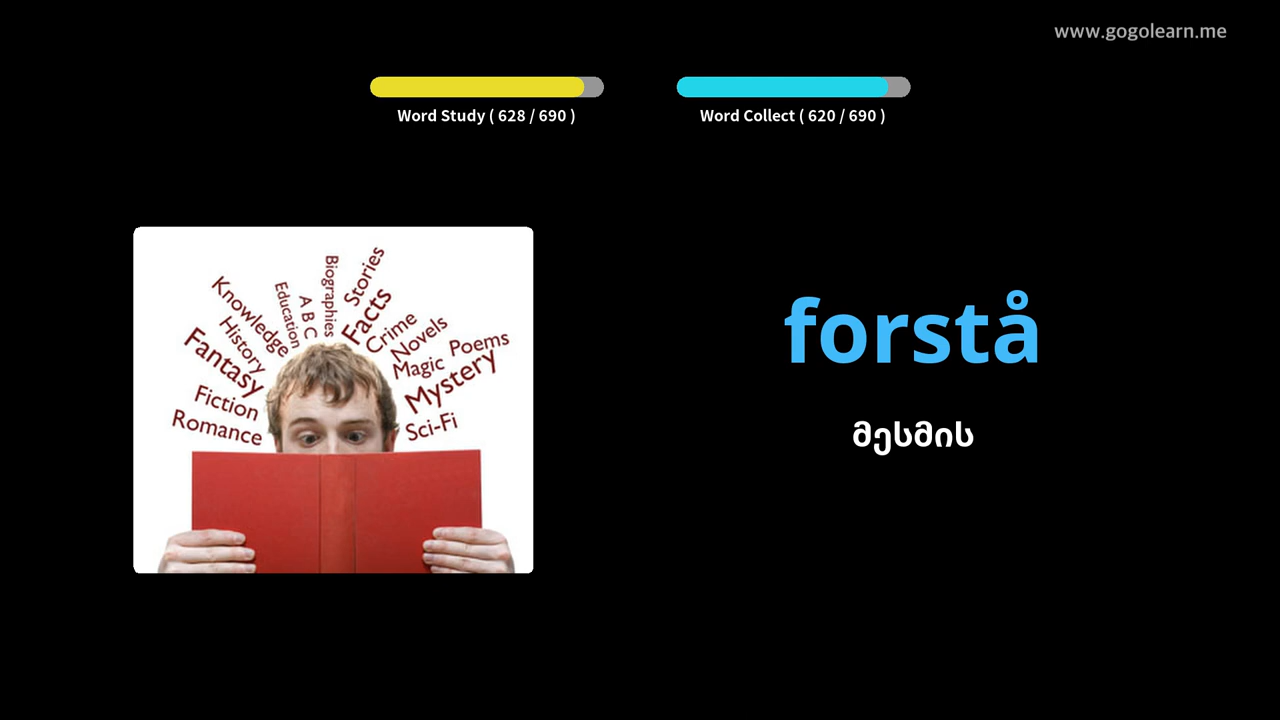 www.gogolearn.me
Word Study ( 628 / 690 )
Word Collect ( 620 / 690 )
forstå
მესმის
Biographies
Stories
Knowledge
Education
A B C
Facts
History
Crime
Novels
Fantasy
Magic
Poems
Mystery
Fiction
Romance
Sci-Fi